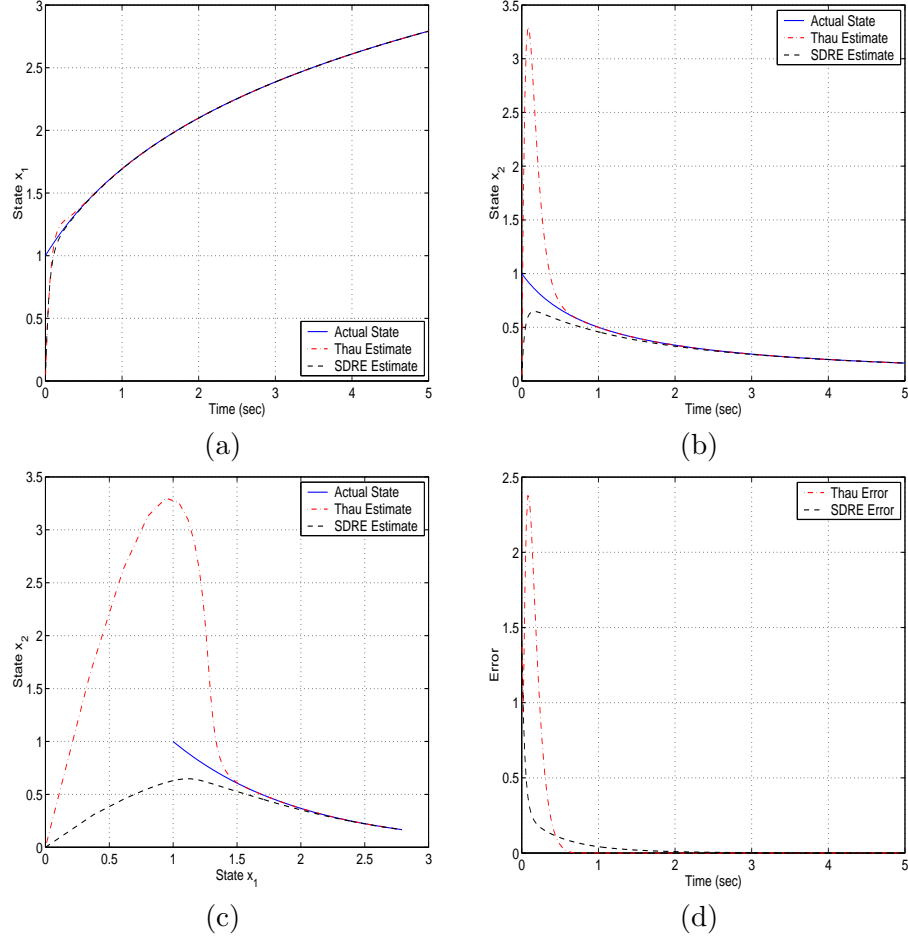 3
2.5
2
1.5
1
0.5
0
State x1
0 1 2 3 4 5
Time (sec)
Actual State
Thau Estimate
SDRE Estimate
(a)
3.5
3
2.5
2
1.5
1
0.5
0
State x2
0 1 2 3 4 5
Time (sec)
Actual State
Thau Estimate
SDRE Estimate
(b)
3.5
3
2.5
2
1.5
1
0.5
0
State x2
0 0.5 1 1.5 2 2.5 3
State x1
Actual State
Thau Estimate
SDRE Estimate
(c)
2.5
2
1.5
1
0.5
0
Error
0 1 2 3 4 5
Time (sec)
Thau Error
SDRE Error
(d)